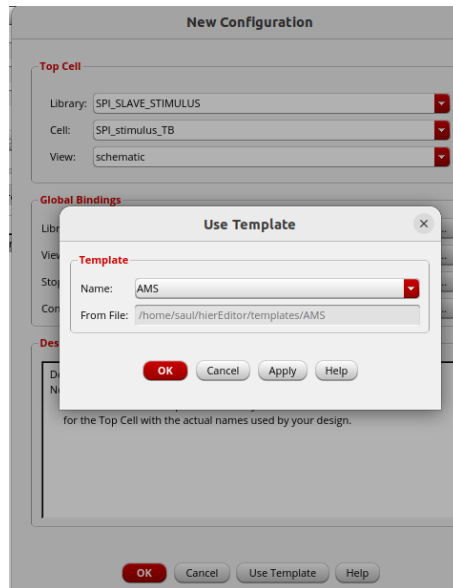 New Configuration
Top Cell
Library: SPI_SLAVE_STIMULUS
Cell: SPI_stimulus_TB
View: schematic
Global Bindings
Use Template
Template
Name: AMS
From File: /home/saul/hierEditor/templates/AMS
OK Cancel Apply Help
for the Top Cell with the actual names used by your design.
OK Cancel Use Template Help